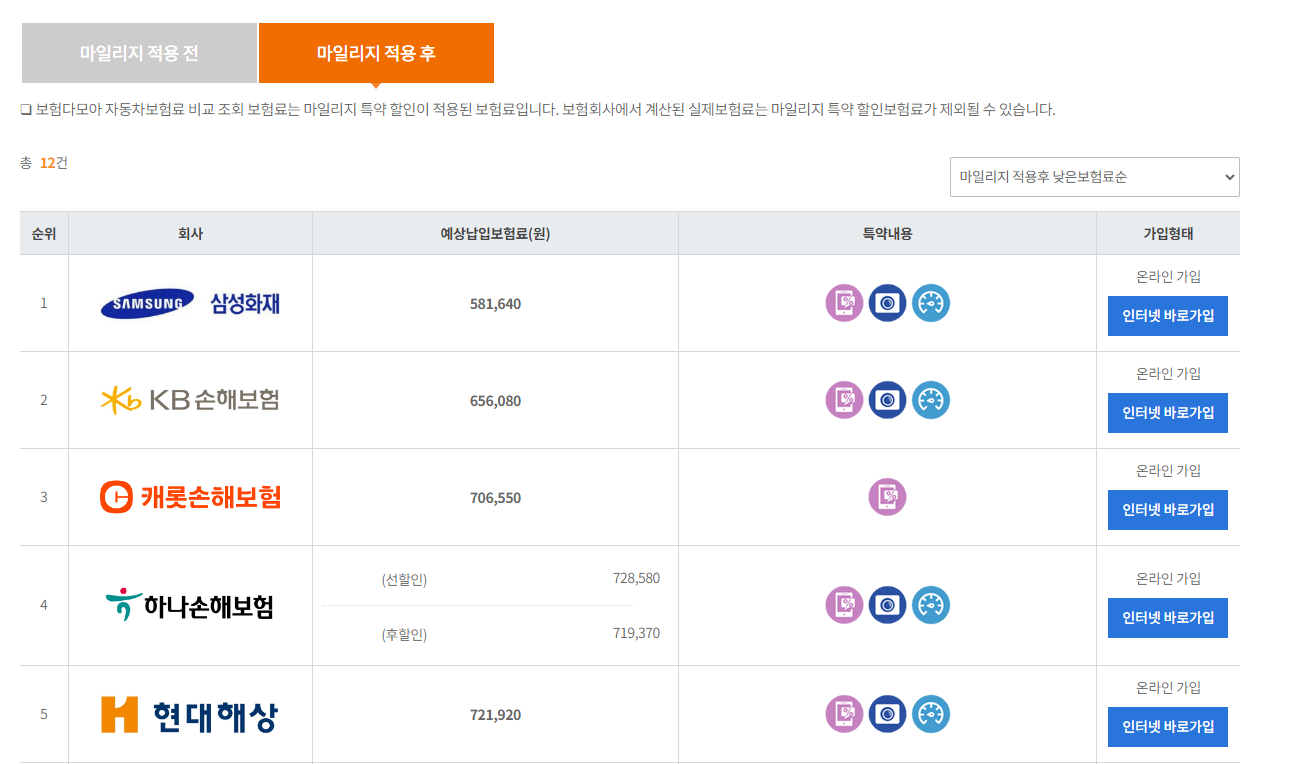 마일리지 적용 전
마일리지 적용 후
❏ 보험다모아 자동차보험료 비교 조회 보험료는 마일리지 특약 할인이 적용된 보험료입니다. 보험회사에서 계산된 실제보험료는 마일리지 특약 할인보험료가 제외될 수 있습니다.
총 12건
마일리지 적용후 낮은보험료순
순위 회사 예상납입보험료(원) 특약내용 가입형태
1 SAMSUNG 삼성화재 581,640 % 온라인 가입
인터넷 바로가입
2 KB 손해보험 656,080 % 온라인 가입
인터넷 바로가입
3 캐롯손해보험 706,550 % 온라인 가입
인터넷 바로가입
4 하나손해보험 (선할인) 728,580 % 온라인 가입
(후할인) 719,370 인터넷 바로가입
5 현대해상 721,920 % 온라인 가입
인터넷 바로가입